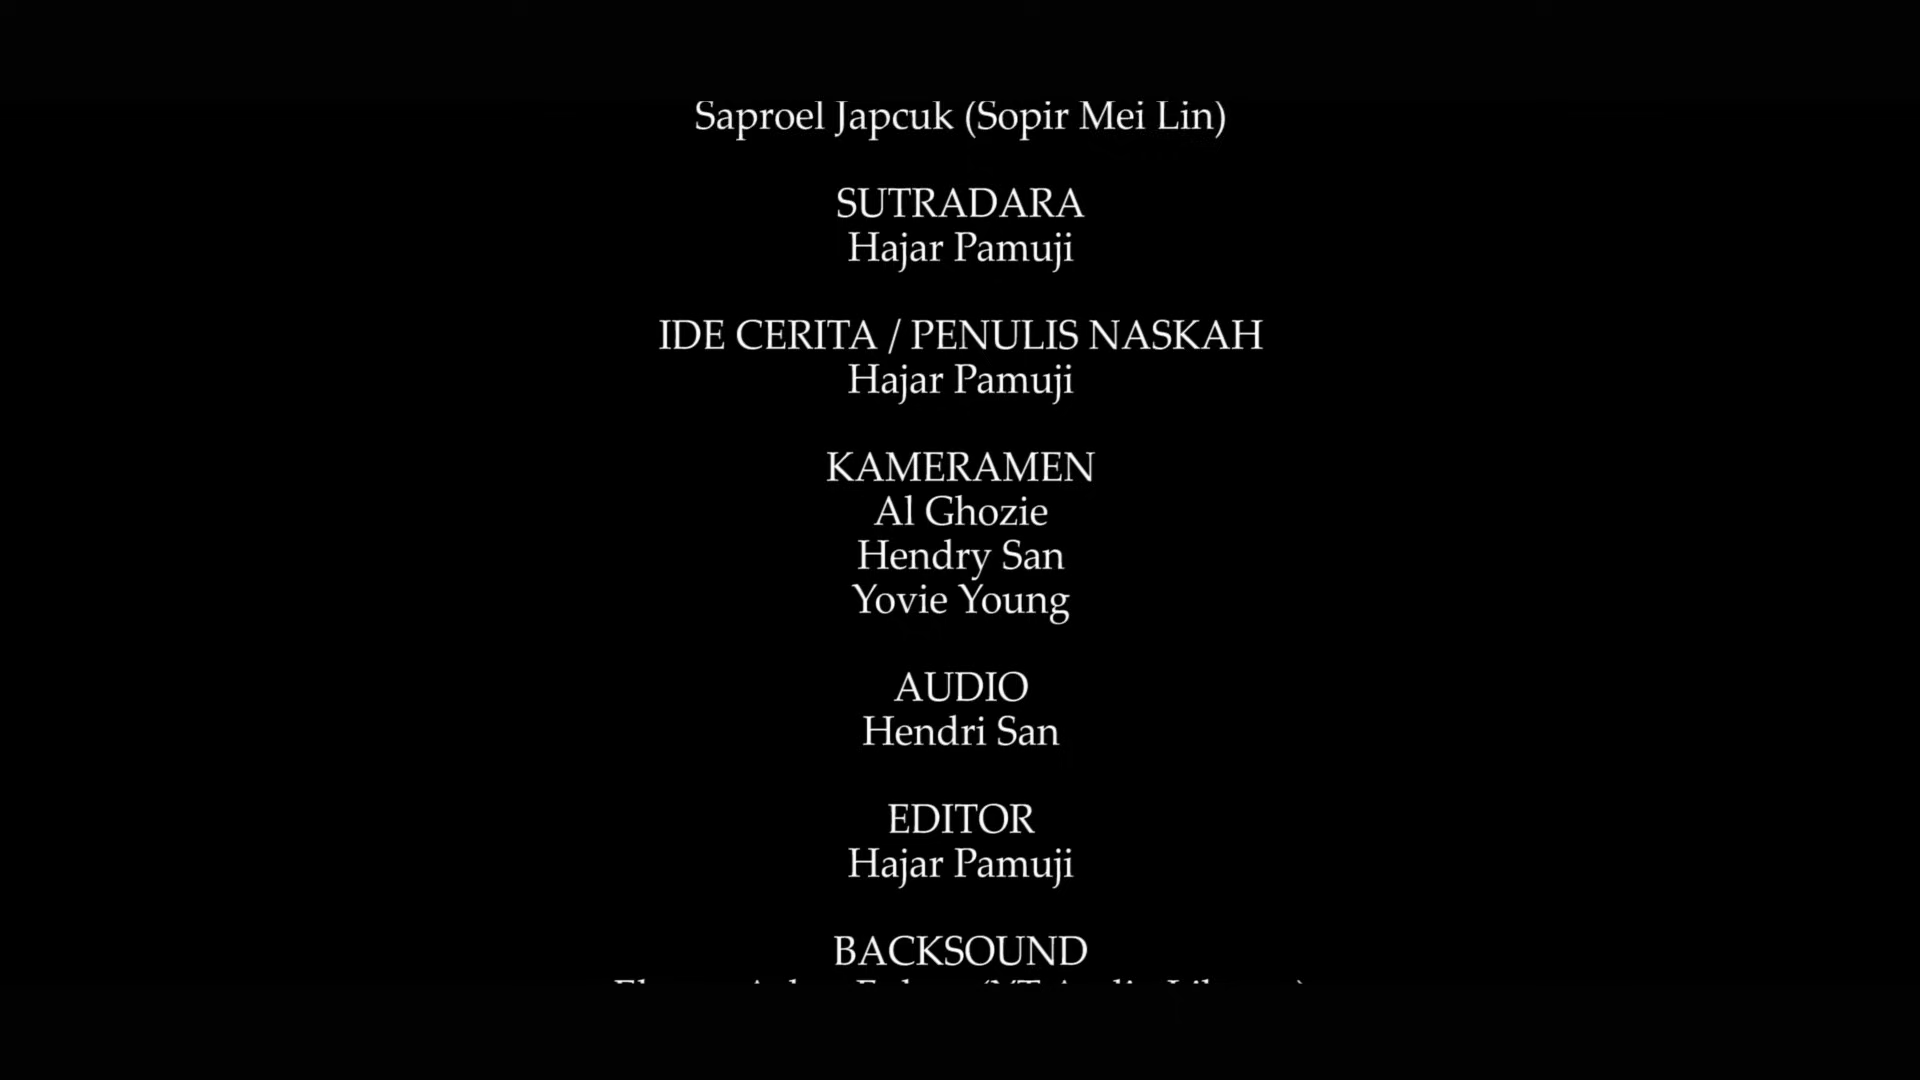 Saproel Japcuk (Sopir Mei Lin)
SUTRADARA
Hajar Pamuji
IDE CERITA / PENULIS NASKAH
Hajar Pamuji
KAMERAMEN
Al Ghozie
Hendry San
Yovie Young
AUDIO
Hendri San
EDITOR
Hajar Pamuji
BACKSOUND